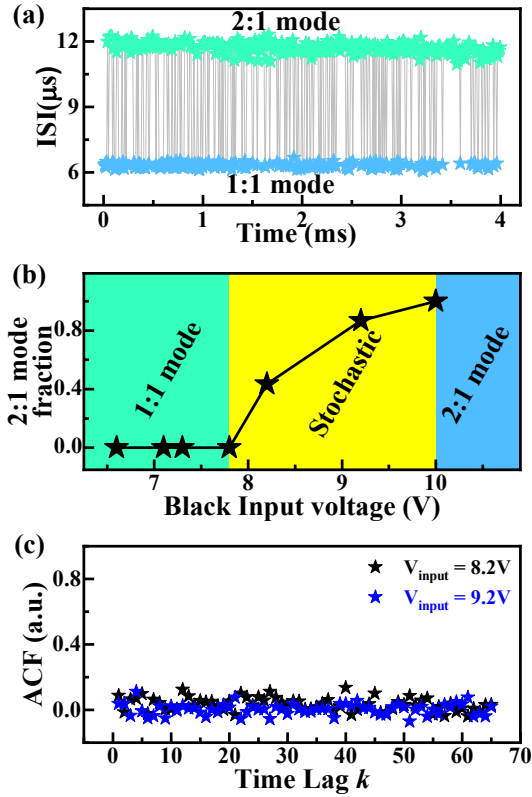 (a)
2:1 mode
12
9
6
ISI(μs)
1:1 mode
0 1 2 3 4
Time (ms)
(b)
0.8
0.4
0.0
2:1 mode
fraction
1:1 mode
Stochastic
2:1 mode
7 8 9 10
Black Input voltage (V)
(c)
0.8
0.4
0.0
ACF (a.u.)
Vinput = 8.2V
Vinput = 9.2V
0 10 20 30 40 50 60 70
Time Lag k